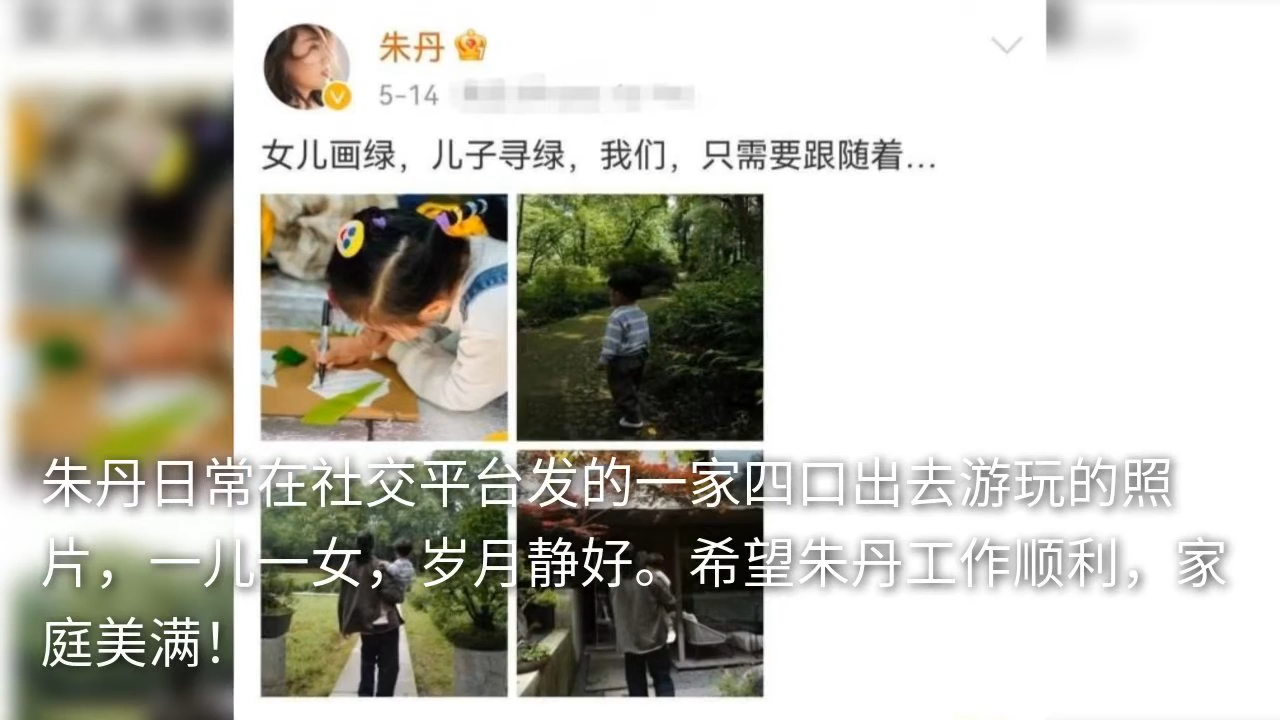 朱丹
5-14
女儿画绿，儿子寻绿，我们，只需要跟随着...
朱丹日常在社交平台发的一家四口出去游玩的照
片，一儿一女，岁月静好。希望朱丹工作顺利，家
庭美满！